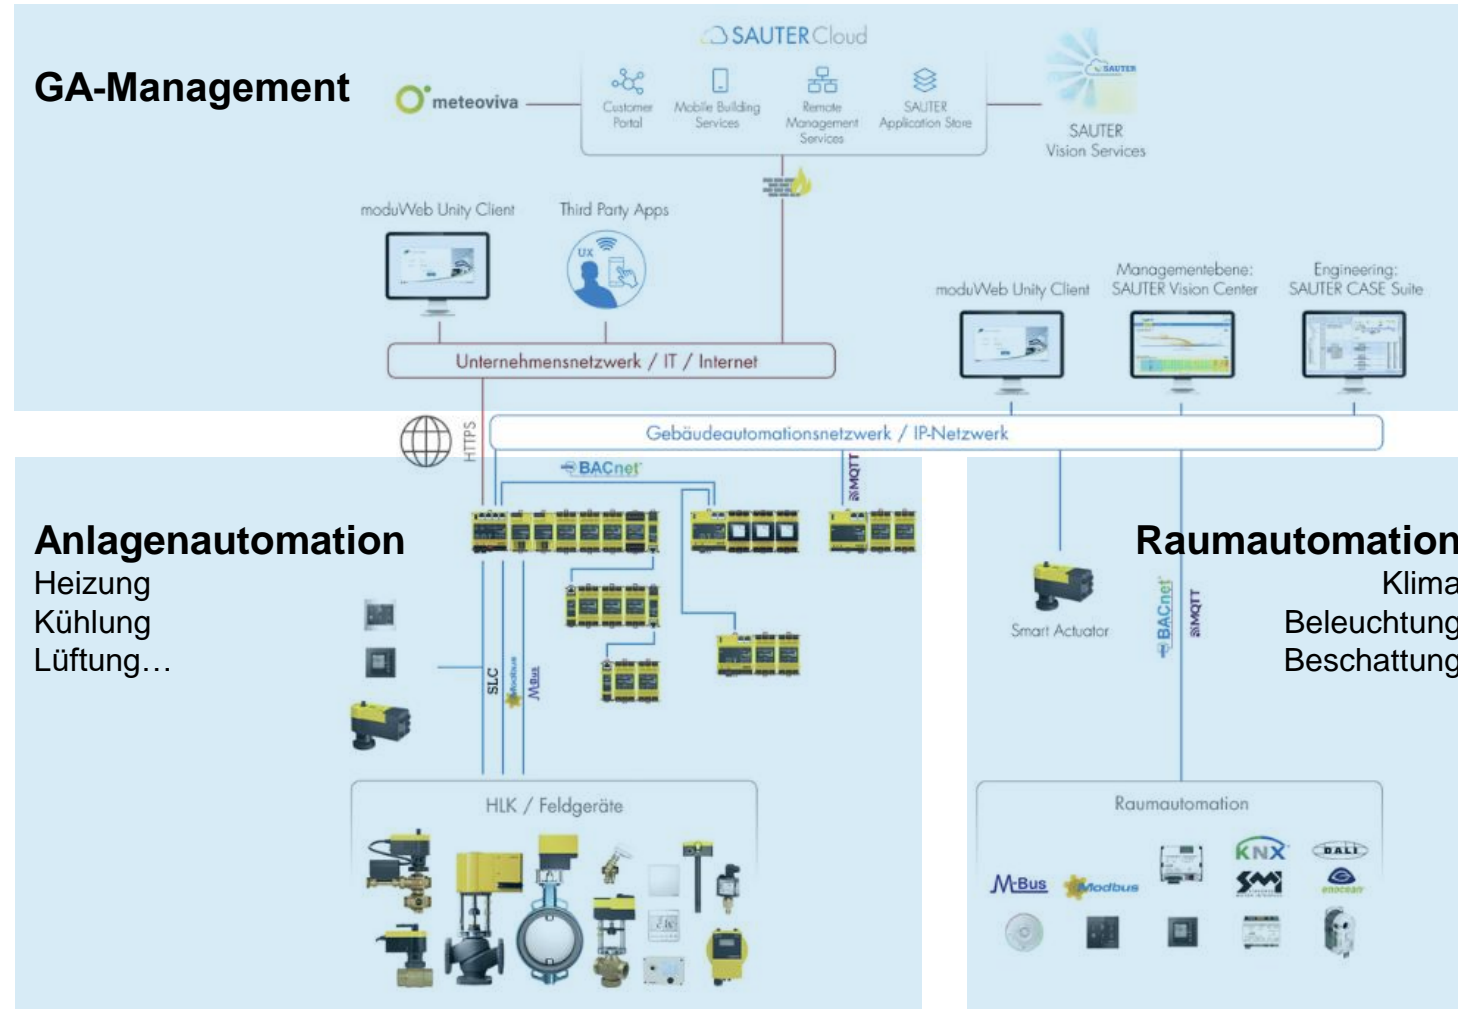 SAUTER Cloud
GA-Management
meteoviva
Customer
Portal
Mobile Building
Services
Remote
Management
Services
SAUTER
Application Store
SAUTER
SAUTER
Vision Services
moduWeb Unity Client
Third Party Apps
UX
moduWeb Unity Client
Managementebene:
SAUTER Vision Center
Engineering:
SAUTER CASE Suite
Unternehmensnetzwerk / IT / Internet
HTTPS
Gebäudeautomationsnetzwerk / IP-Netzwerk
BACnet
MQTT
Anlagenautomation
Heizung
Kühlung
Lüftung…
SLC
Modbus
M-Bus
Smart Actuator
BACnet
MQTT
Raumautomation
Klima
Beleuchtung
Beschattung
HLK / Feldgeräte
Raumautomation
M-Bus
Modbus
KNX
DALI
SMI
enocean